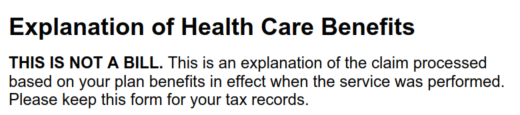 Explanation of Health Care Benefits
THIS IS NOT A BILL. This is an explanation of the claim processed
based on your plan benefits in effect when the service was performed.
Please keep this form for your tax records.